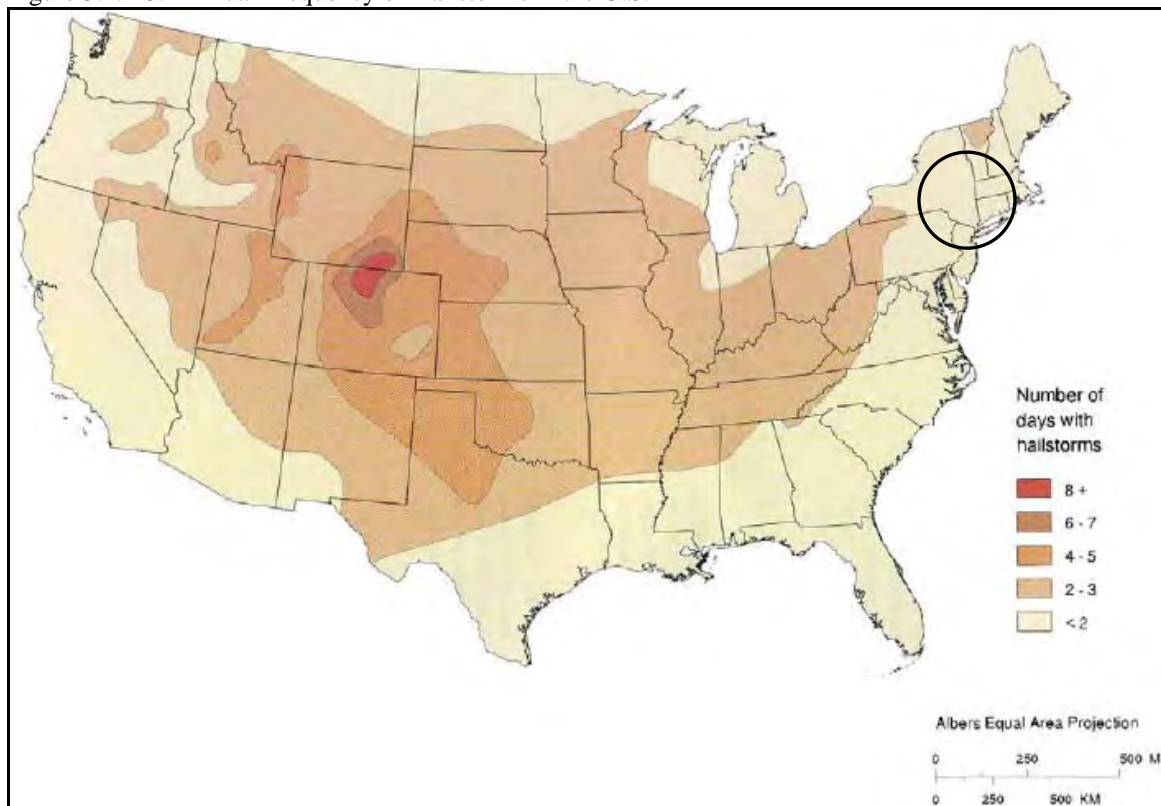 Number of
days with
hailstorms
8 +
6 - 7
4 - 5
2 - 3
< 2
Albers Equal Area Projection
0 250 500 M
0 250 500 KM